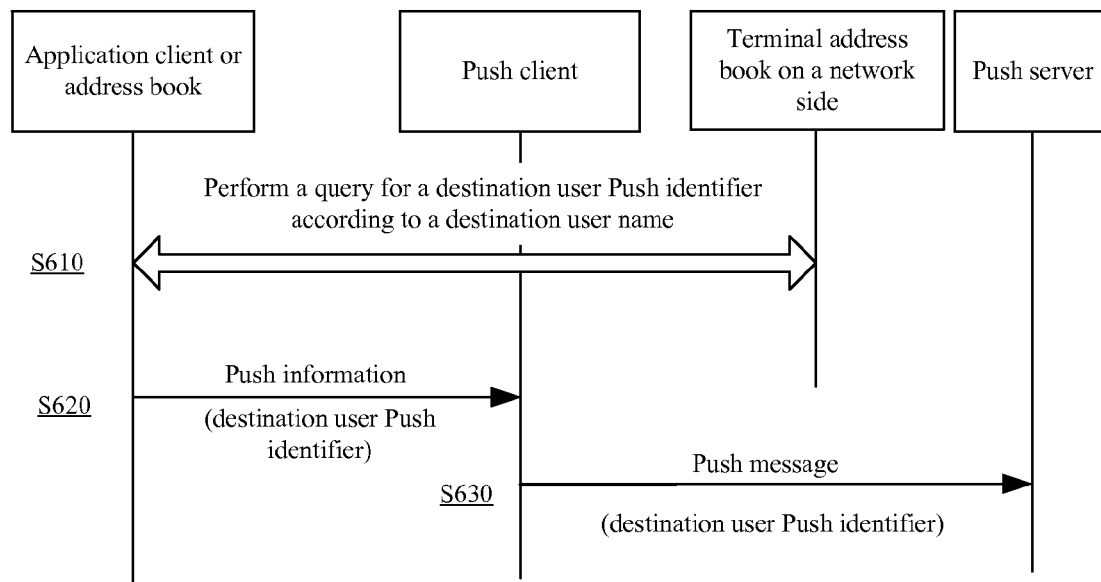 Application client or
address book
Push client
Terminal address
book on a network
side
Push server
Perform a query for a destination user Push identifier
according to a destination user name
S610
Push information
S620
(destination user Push
identifier)
Push message
S630
(destination user Push identifier)